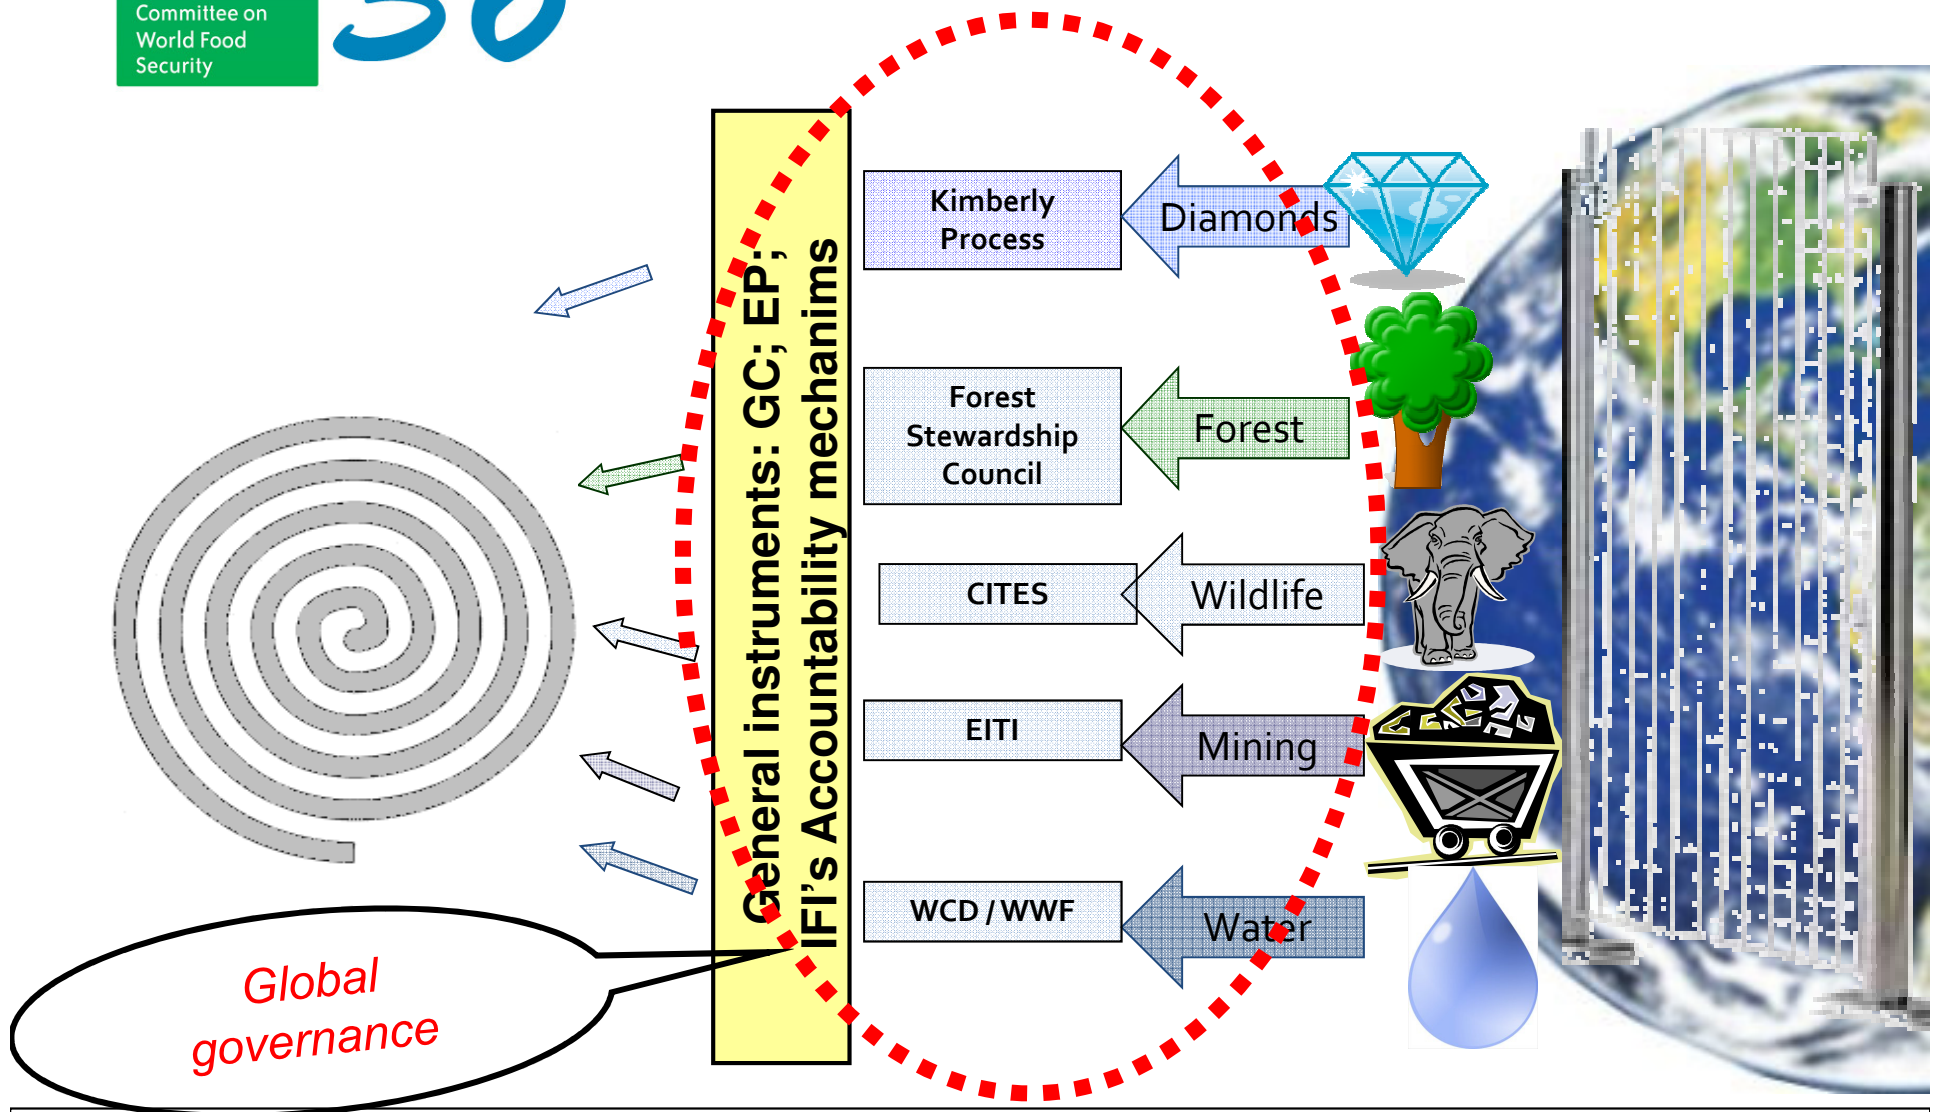 Committee on
World Food
Security
36
General instruments: GC; EP;
IFI's Accountability mechanims
Kimberly
Process
Diamonds
Forest
Stewardship
Council
Forest
CITES
Wildlife
EITI
Mining
WCD / WWF
Water
Global
governance